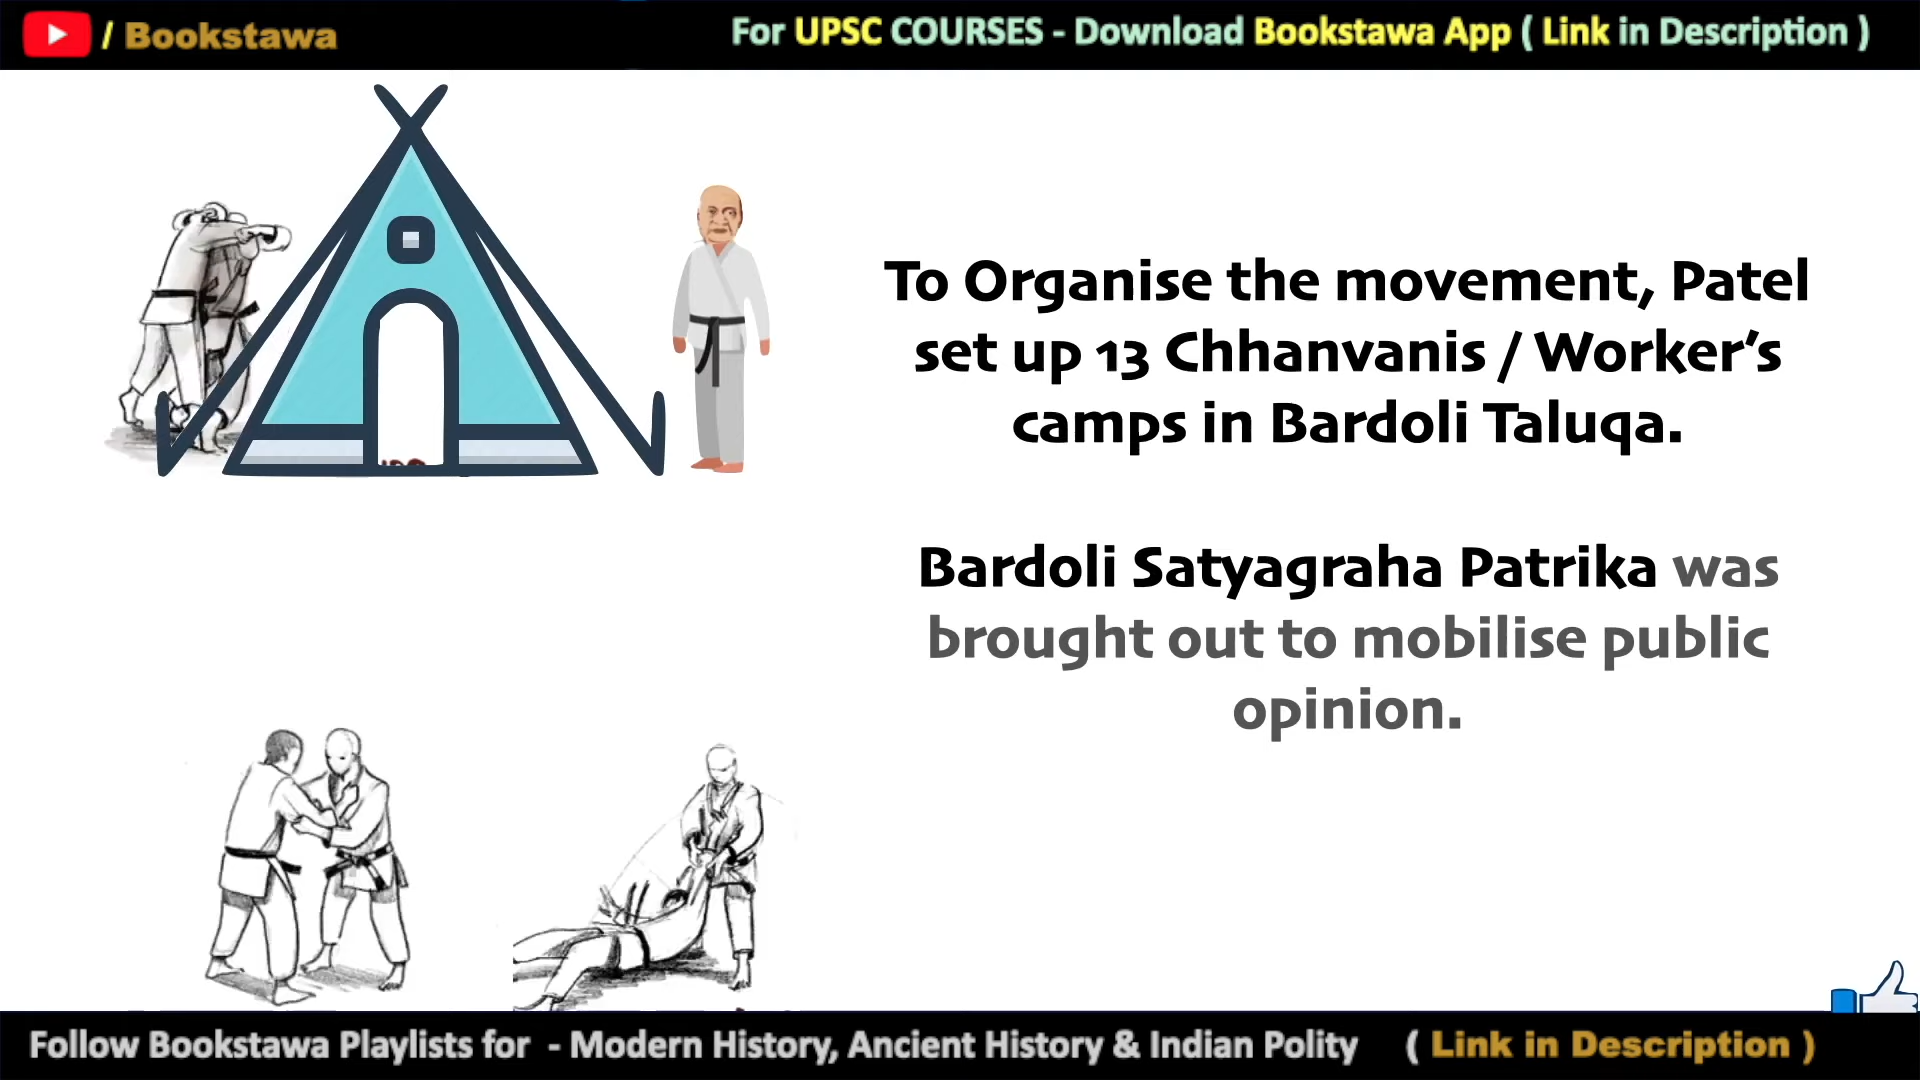 / Bookstawa
For UPSC COURSES - Download Bookstawa App ( Link in Description )
To Organise the movement, Patel
set up 13 Chhanvanis / Worker’s
camps in Bardoli Taluqa.
Bardoli Satyagraha Patrika was
brought out to mobilise public
opinion.
Follow Bookstawa Playlists for - Modern History, Ancient History & Indian Polity ( Link in Description )